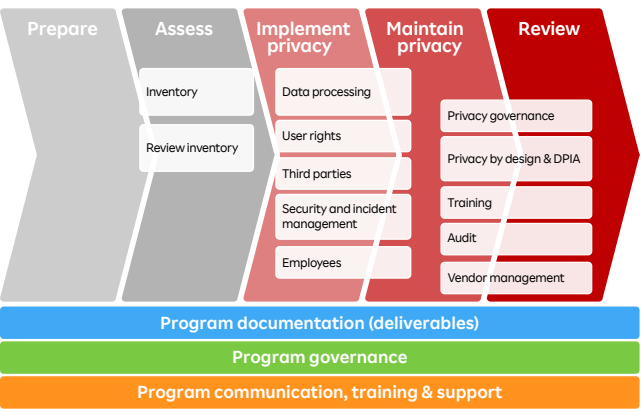 Prepare
Assess
Implement
privacy
Maintain
privacy
Review
Inventory
Review inventory
Data processing
User rights
Third parties
Security and incident
management
Employees
Privacy governance
Privacy by design & DPIA
Training
Audit
Vendor management
Program documentation (deliverables)
Program governance
Program communication, training & support